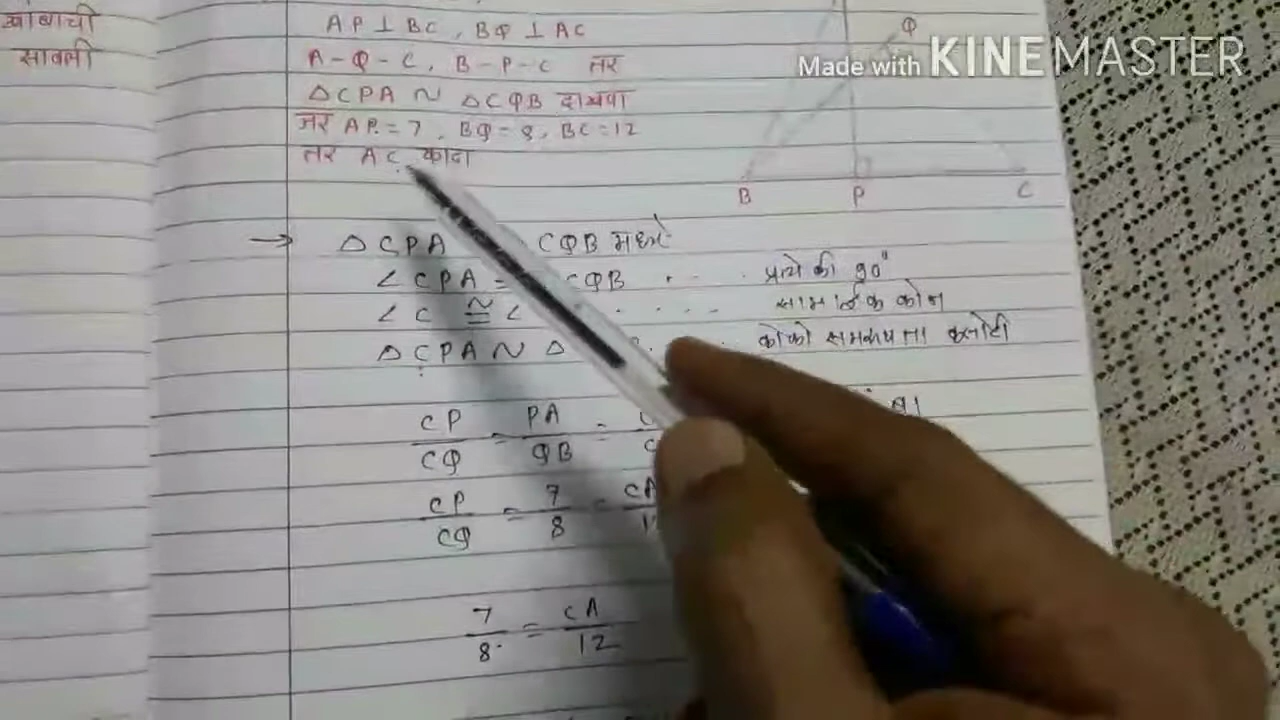 खांबाची
सावली
AP ⊥ BC , BQ ⊥ AC
A - Q - C , B - P - C तर
△CPA ~ △CQB दाखवा
जर AP = 7 , BQ = 8 , BC = 12
तर AC काढा
Q
Made with KINEMASTER
B P C
→ △ CPA CQB मध्ये
∠ CPA = CQB . . . प्रत्येकी 90°
∠ C ≅ ∠ . . . . सामाईक कोन
△ CPA ~ △ . . . कोको समरूपता कसोटी
CP/CQ = PA/QB =
CP/CQ = 7/8 = CA
7/8 = CA/12